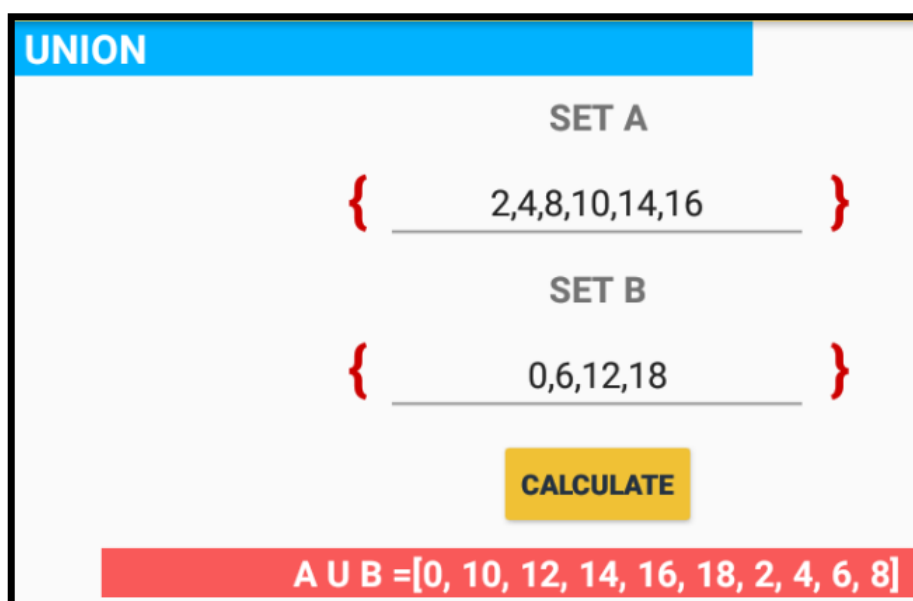 UNION
SET A
{ 2,4,8,10,14,16 }
SET B
{ 0,6,12,18 }
CALCULATE
A U B =[0, 10, 12, 14, 16, 18, 2, 4, 6, 8]